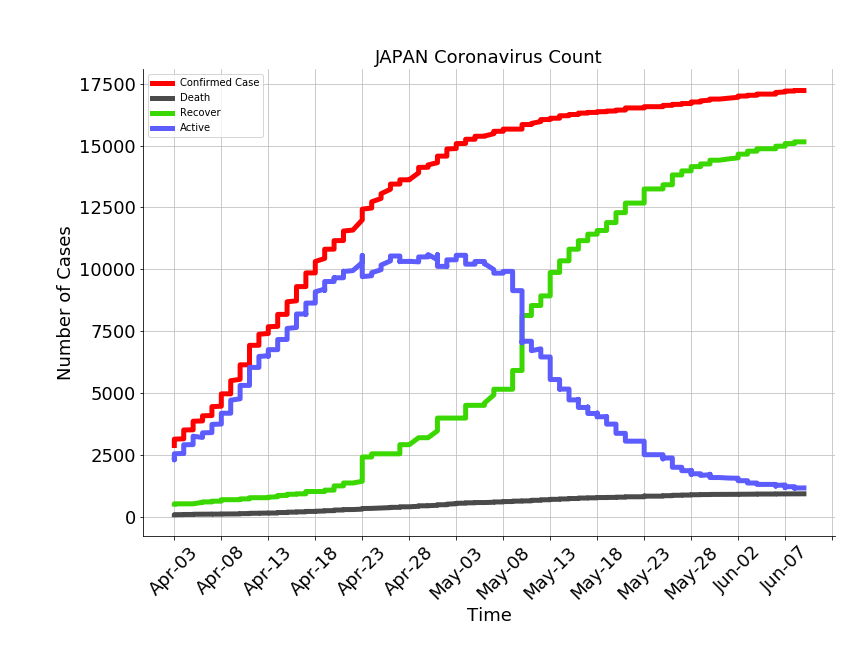 JAPAN Coronavirus Count
Confirmed Case
Death
Recover
Active
17500
15000
12500
10000
7500
5000
2500
0
Number of Cases
Apr-03 Apr-08 Apr-13 Apr-18 Apr-23 Apr-28 May-03 May-08 May-13 May-18 May-23 May-28 Jun-02 Jun-07
Time